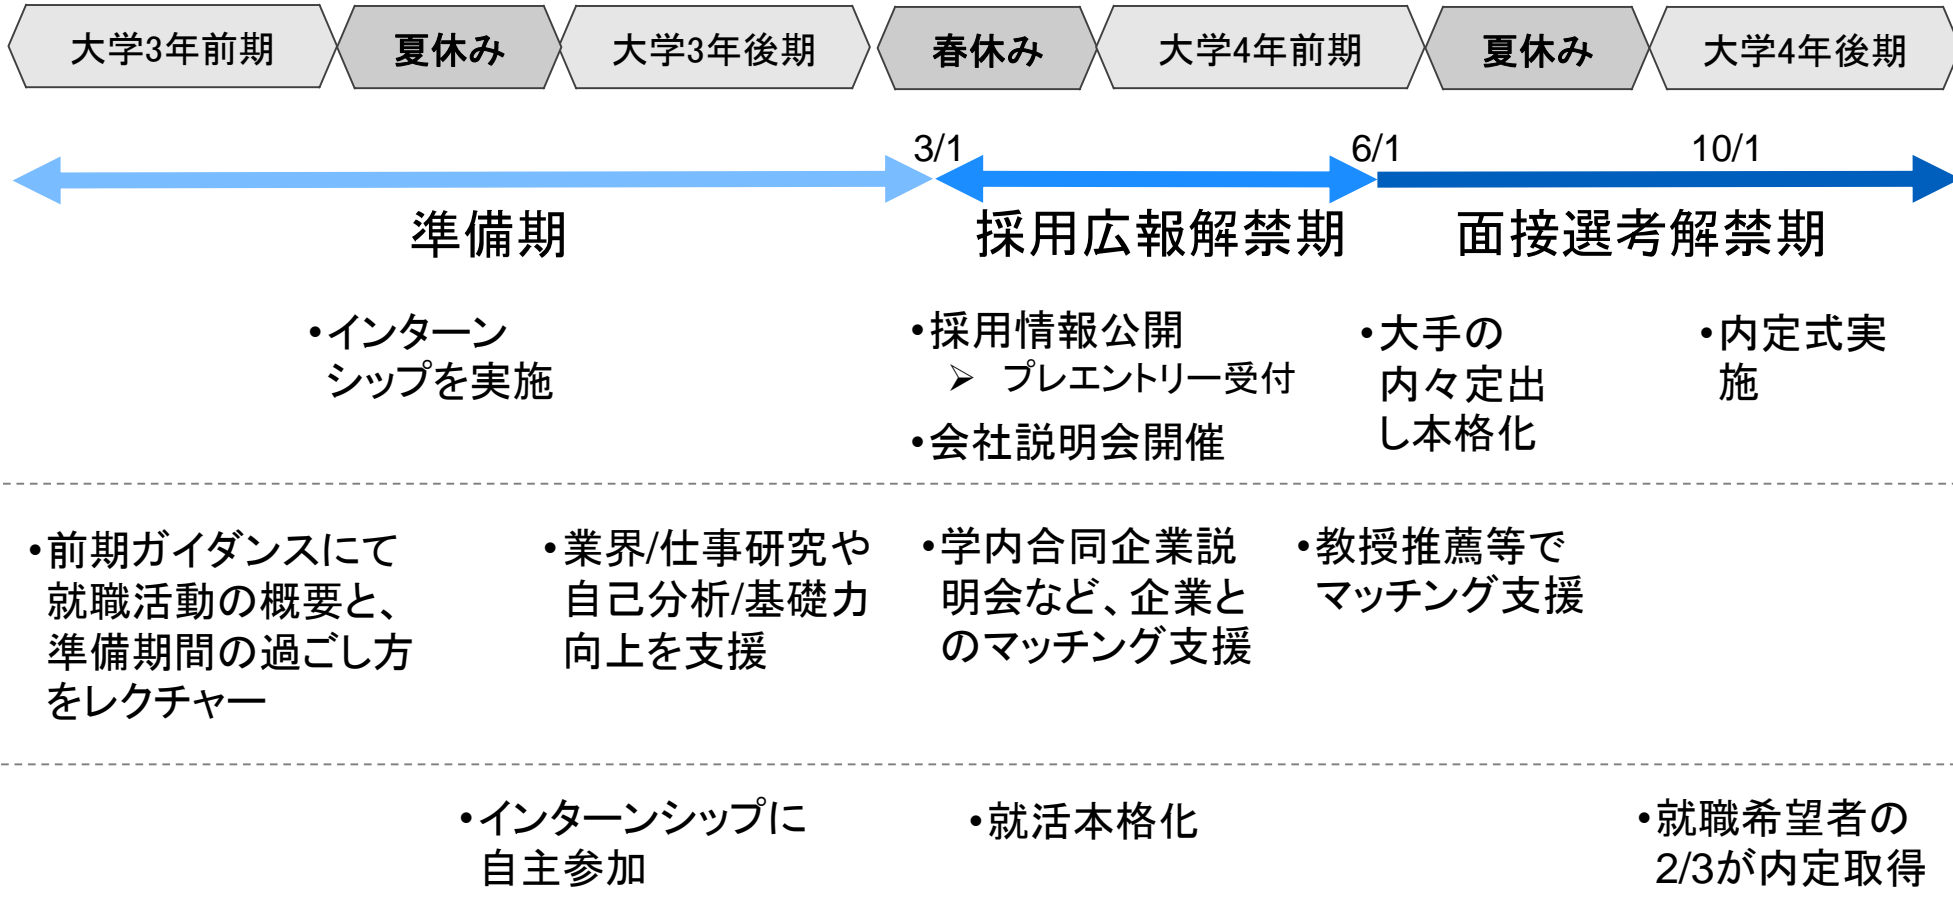 大学3年前期
夏休み
大学3年後期
春休み
大学4年前期
夏休み
大学4年後期
3/1
6/1
10/1
準備期
採用広報解禁期
面接選考解禁期
•インターン
シップを実施
•採用情報公開
➢ プレエントリー受付
•会社説明会開催
•大手の
内々定出
し本格化
•内定式実
施
•前期ガイダンスにて
就職活動の概要と、
準備期間の過ごし方
をレクチャー
•業界/仕事研究や
自己分析/基礎力
向上を支援
•学内合同企業説
明会など、企業と
のマッチング支援
•教授推薦等で
マッチング支援
•インターンシップに
自主参加
•就活本格化
•就職希望者の
2/3が内定取得